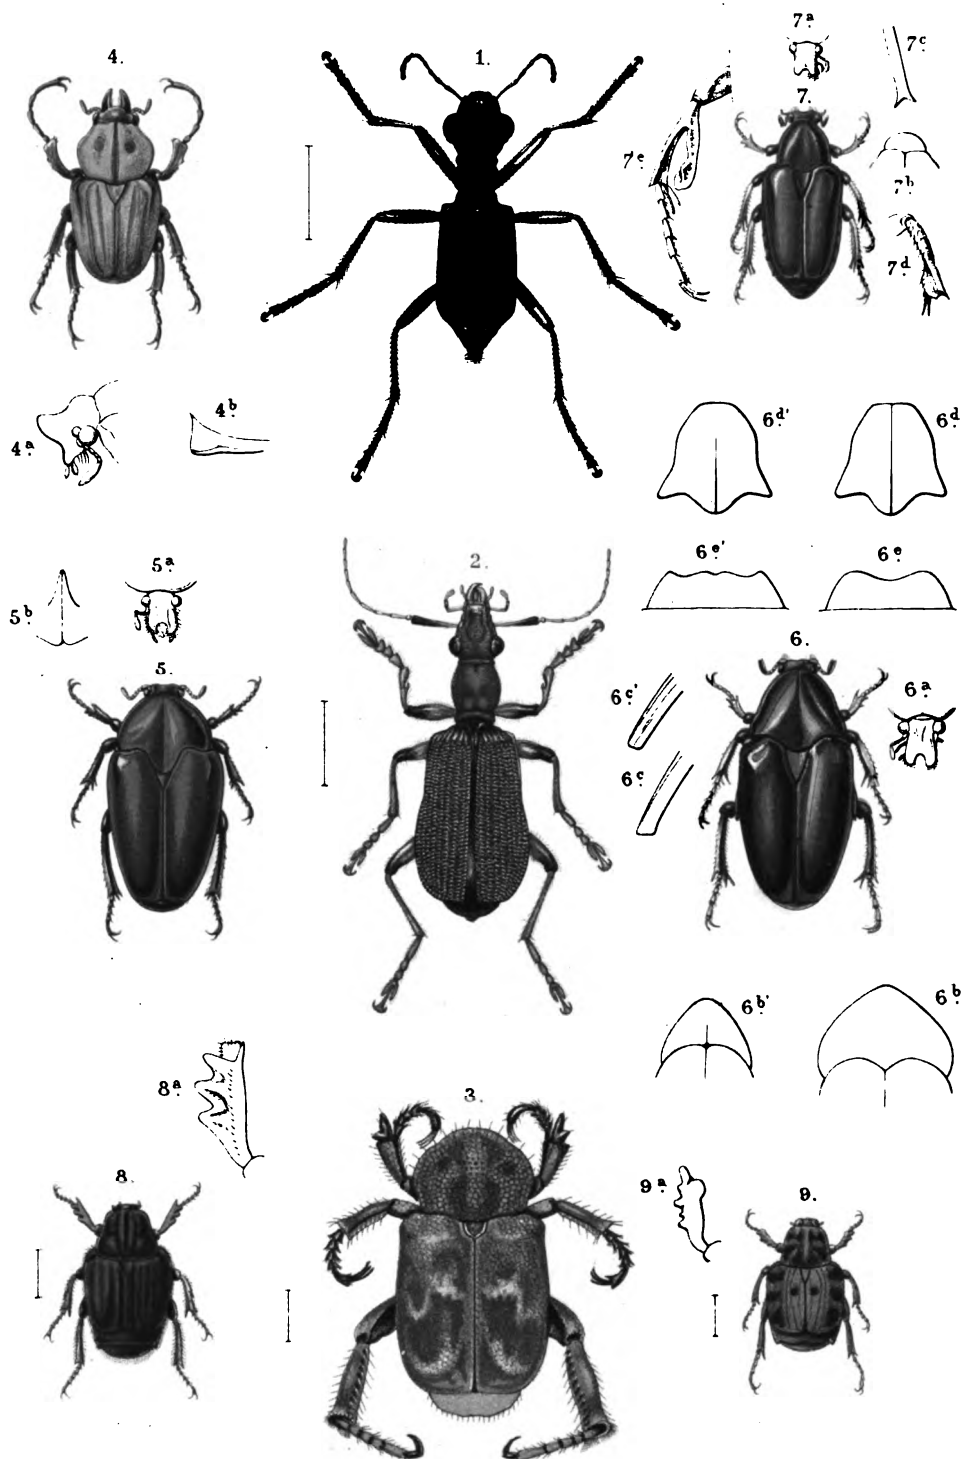 7a.
7c.
4.
1.
7.
7e.
7b.
7d.
4b.
4a.
6d'.
6d.
2.
6e'.
6e.
5a.
5b.
6.
5.
6c'.
6a.
6c.
6b'.
6b.
8a.
3.
8.
9a.
9.